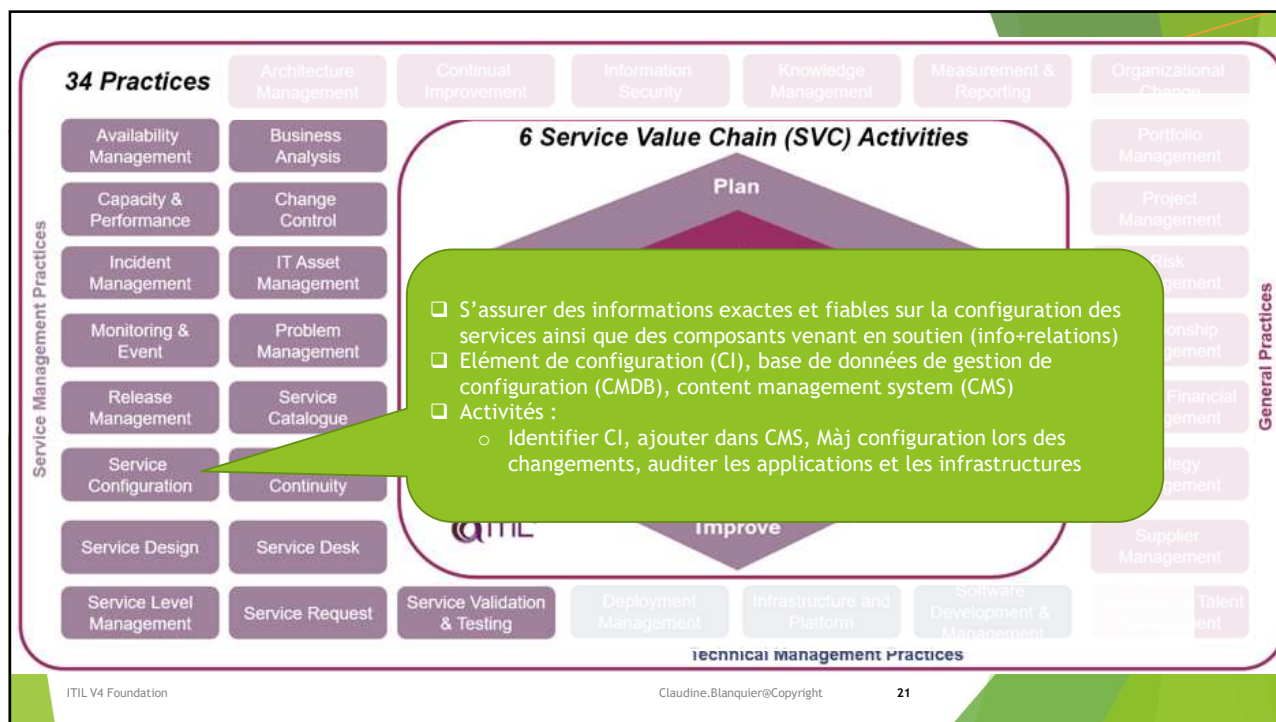 34 Practices
Architecture
Management
Continual
Improvement
Information
Security
Knowledge
Management
Measurement &
Reporting
Organizational
Change
Availability
Management
Business
Analysis
6 Service Value Chain (SVC) Activities
Portfolio
Management
Plan
Capacity &
Performance
Change
Control
Project
Management
Incident
Management
IT Asset
Management
Risk
Monitoring &
Event
Problem
Management
Release
Management
Service
Catalogue
Financial
Service
Configuration
Continuity
❑ S'assurer des informations exactes et fiables sur la configuration des
services ainsi que des composants venant en soutien (info+relations)
❑ Elément de configuration (CI), base de données de gestion de
configuration (CMDB), content management system (CMS)
❑ Activités :
o Identifier CI, ajouter dans CMS, Màj configuration lors des
changements, auditer les applications et les infrastructures
ITIL
Improve
Service Design
Service Desk
Supplier
Management
Service Level
Management
Service Request
Service Validation
& Testing
Deployment
Management
Infrastructure and
Platform
Software
Development &
Management
Talent
Service Management Practices
General Practices
Technical Management Practices
ITIL V4 Foundation
Claudine.Blanquier@Copyright
21